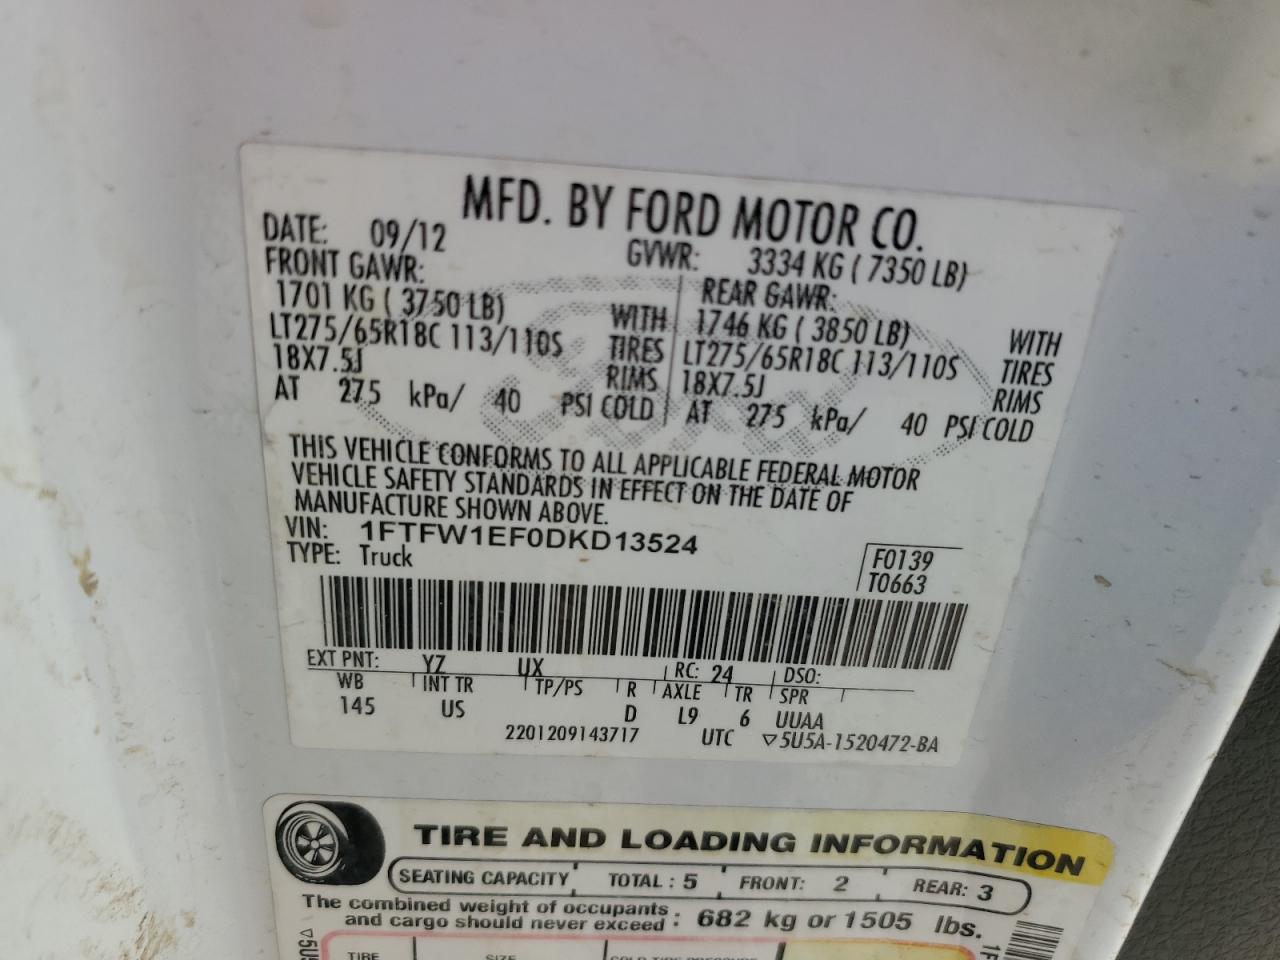 MFD. BY FORD MOTOR CO.
DATE: 09/12 GVWR: 3334 KG ( 7350 LB)
FRONT GAWR: REAR GAWR:
1701 KG ( 3750 LB) WITH 1746 KG ( 3850 LB) WITH
LT275/65R18C 113/110S TIRES LT275/65R18C 113/110S TIRES
18X7.5J RIMS 18X7.5J RIMS
AT 275 kPa/ 40 PSI COLD AT 275 kPa/ 40 PSI COLD
THIS VEHICLE CONFORMS TO ALL APPLICABLE FEDERAL MOTOR
VEHICLE SAFETY STANDARDS IN EFFECT ON THE DATE OF
MANUFACTURE SHOWN ABOVE.
VIN: 1FTFW1EF0DKD13524
TYPE: Truck
F0139
T0663
EXT PNT: YZ UX RC: 24 DSO:
WB INT TR TP/PS R AXLE TR SPR
145 US D L9 6 UUAA
2201209143717 UTC ▽5U5A-1520472-BA
TIRE AND LOADING INFORMATION
SEATING CAPACITY TOTAL : 5 FRONT: 2 REAR: 3
The combined weight of occupants
and cargo should never exceed : 682 kg or 1505 lbs.
TIRE SIZE
▽5U5
1F